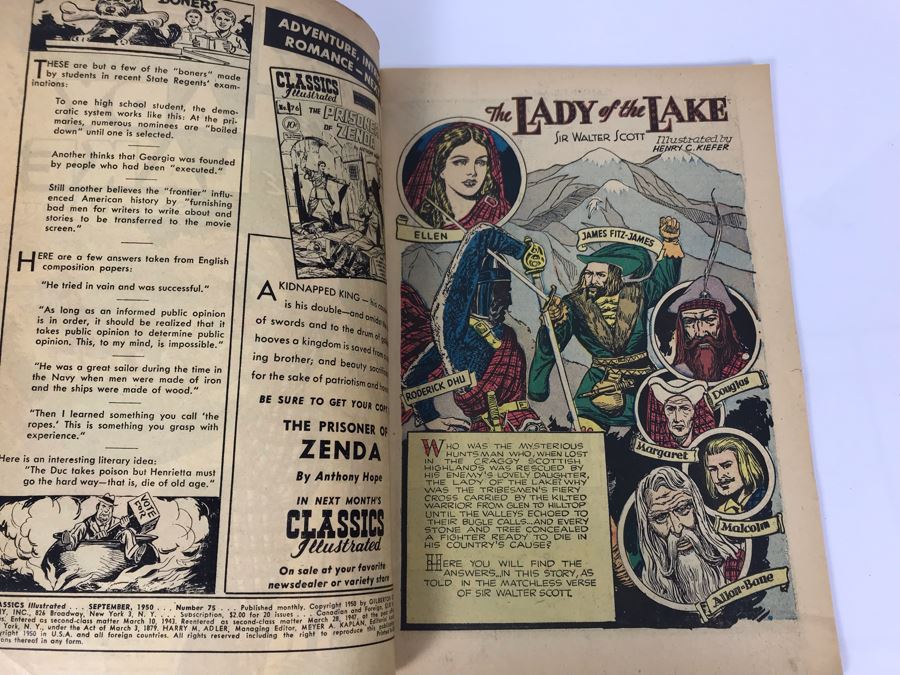 BONERS
THESE are but a few of the "boners" made
by students in recent State Regents' exam-
inations:
To one high school student, the demo-
cratic system works like this: At the pri-
maries, numerous nominees are "boiled
down" until one is selected.
Another thinks that Georgia was founded
by people who had been "executed."
Still another believes the "frontier" influ-
enced American history by "furnishing
bad men for writers to write about and
stories to be transferred to the movie
screen."
HERE are a few answers taken from English
composition papers:
"He tried in vain and was successful."
"As long as an informed public opinion
is in order, it should be realized that it
takes public opinion to determine public
opinion. This, to my mind, is impossible."
"He was a great sailor during the time in
the Navy when men were made of iron
and the ships were made of wood."
"Then I learned something you call 'the
ropes.' This is something you grasp with
experience."
Here is an interesting literary idea:
"The Duc takes poison but Henrietta must
go the hard way—that is, die of old age."
VOTE
FOR
ADVENTURE,
ROMANCE—
CLASSICS
Illustrated
No. 76
THE PRISONER
OF ZENDA
10¢
A KIDNAPPED KING — his
is his double—and
of swords and to the drum of
hooves a kingdom is saved from
ing brother; and beauty
for the sake of patriotism and
BE SURE TO GET YOUR COPY
THE PRISONER OF
ZENDA
By Anthony Hope
IN NEXT MONTH'S
CLASSICS
Illustrated
On sale at your favorite
newsdealer or variety store
CLASSICS Illustrated . . . SEPTEMBER, 1950 . . . Number 75 . . Published monthly, Copyright 1950 by GILBERTON
INC., 826 Broadway, New York 3, N. Y. Subscription, $2.00 for 20 issues . . Canadian and Foreign,
Entered as second-class matter March 10, 1943. Reentered as second-class matter March 28, 1947, at the
York, N. Y., under the Act of March 3, 1879. HARRY M. ADLER, Managing Editor, MEYER A. KAPLAN, Editorial
Copyright 1950 in U.S.A. and all foreign countries. All rights reserved including the right to reproduce this
thereof in any form.
The LADY of the LAKE
SIR WALTER SCOTT
Illustrated by
HENRY C. KIEFER
ELLEN
JAMES FITZ-JAMES
RODERICK DHU
Douglas
Margaret
Malcolm
Allan-Bane
WHO WAS THE MYSTERIOUS
HUNTSMAN WHO, WHEN LOST
IN THE CRAGGY SCOTTISH
HIGHLANDS WAS RESCUED BY
HIS ENEMY'S LOVELY DAUGHTER,
THE LADY OF THE LAKE? WHY
WAS THE TRIBESMEN'S FIERY
CROSS CARRIED BY THE KILTED
WARRIOR FROM GLEN TO HILLTOP
UNTIL THE VALLEYS ECHOED TO
THEIR BUGLE CALLS...AND EVERY
STONE AND TREE CONCEALED
A FIGHTER READY TO DIE IN
HIS COUNTRY'S CAUSE?
HERE YOU WILL FIND THE
ANSWERS...IN THIS STORY, AS
TOLD IN THE MATCHLESS VERSE
OF SIR WALTER SCOTT.